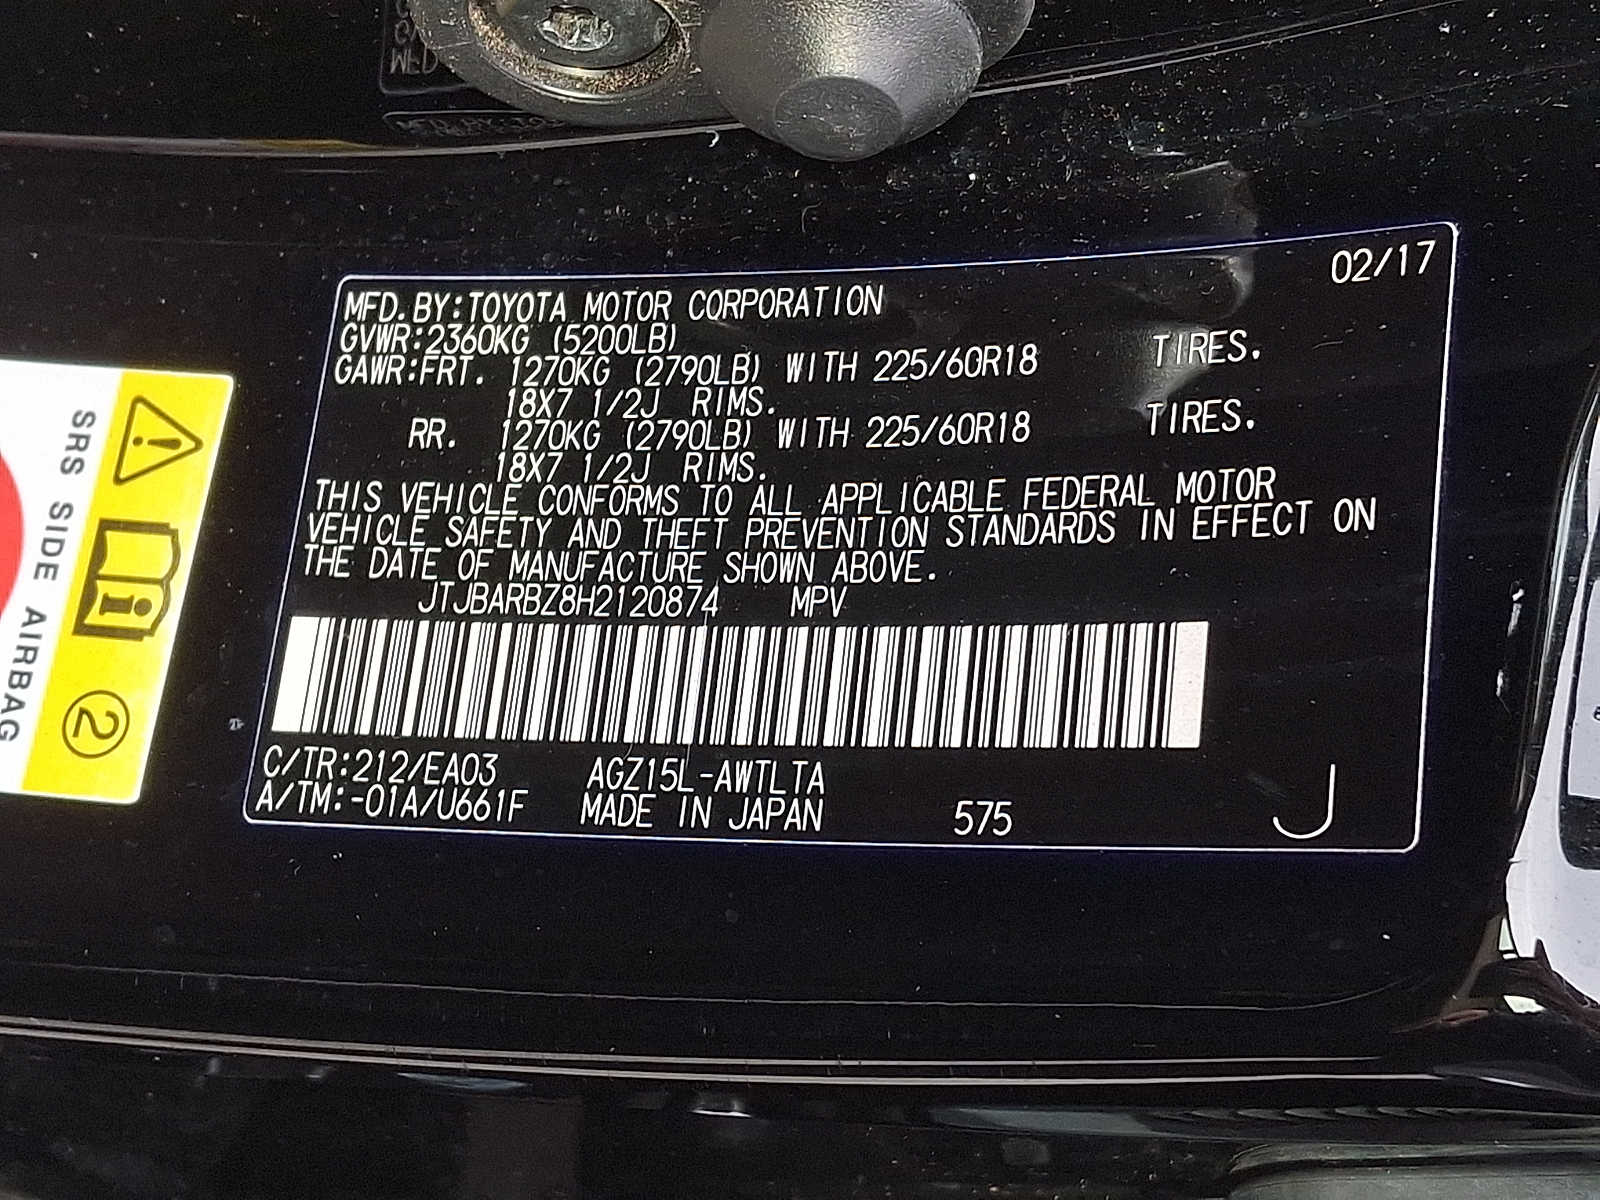 02/17
MFD.BY:TOYOTA MOTOR CORPORATION
GVWR:2360KG (5200LB)
GAWR:FRT. 1270KG (2790LB) WITH 225/60R18 TIRES.
18X7 1/2J RIMS.
RR. 1270KG (2790LB) WITH 225/60R18 TIRES.
18X7 1/2J RIMS.
THIS VEHICLE CONFORMS TO ALL APPLICABLE FEDERAL MOTOR
VEHICLE SAFETY AND THEFT PREVENTION STANDARDS IN EFFECT ON
THE DATE OF MANUFACTURE SHOWN ABOVE.
JTJBARBZ8H2120874 MPV
C/TR:212/EA03 AGZ15L-AWTLTA
A/TM:-01A/U661F MADE IN JAPAN 575 J
SRS SIDE AIRBAG
2